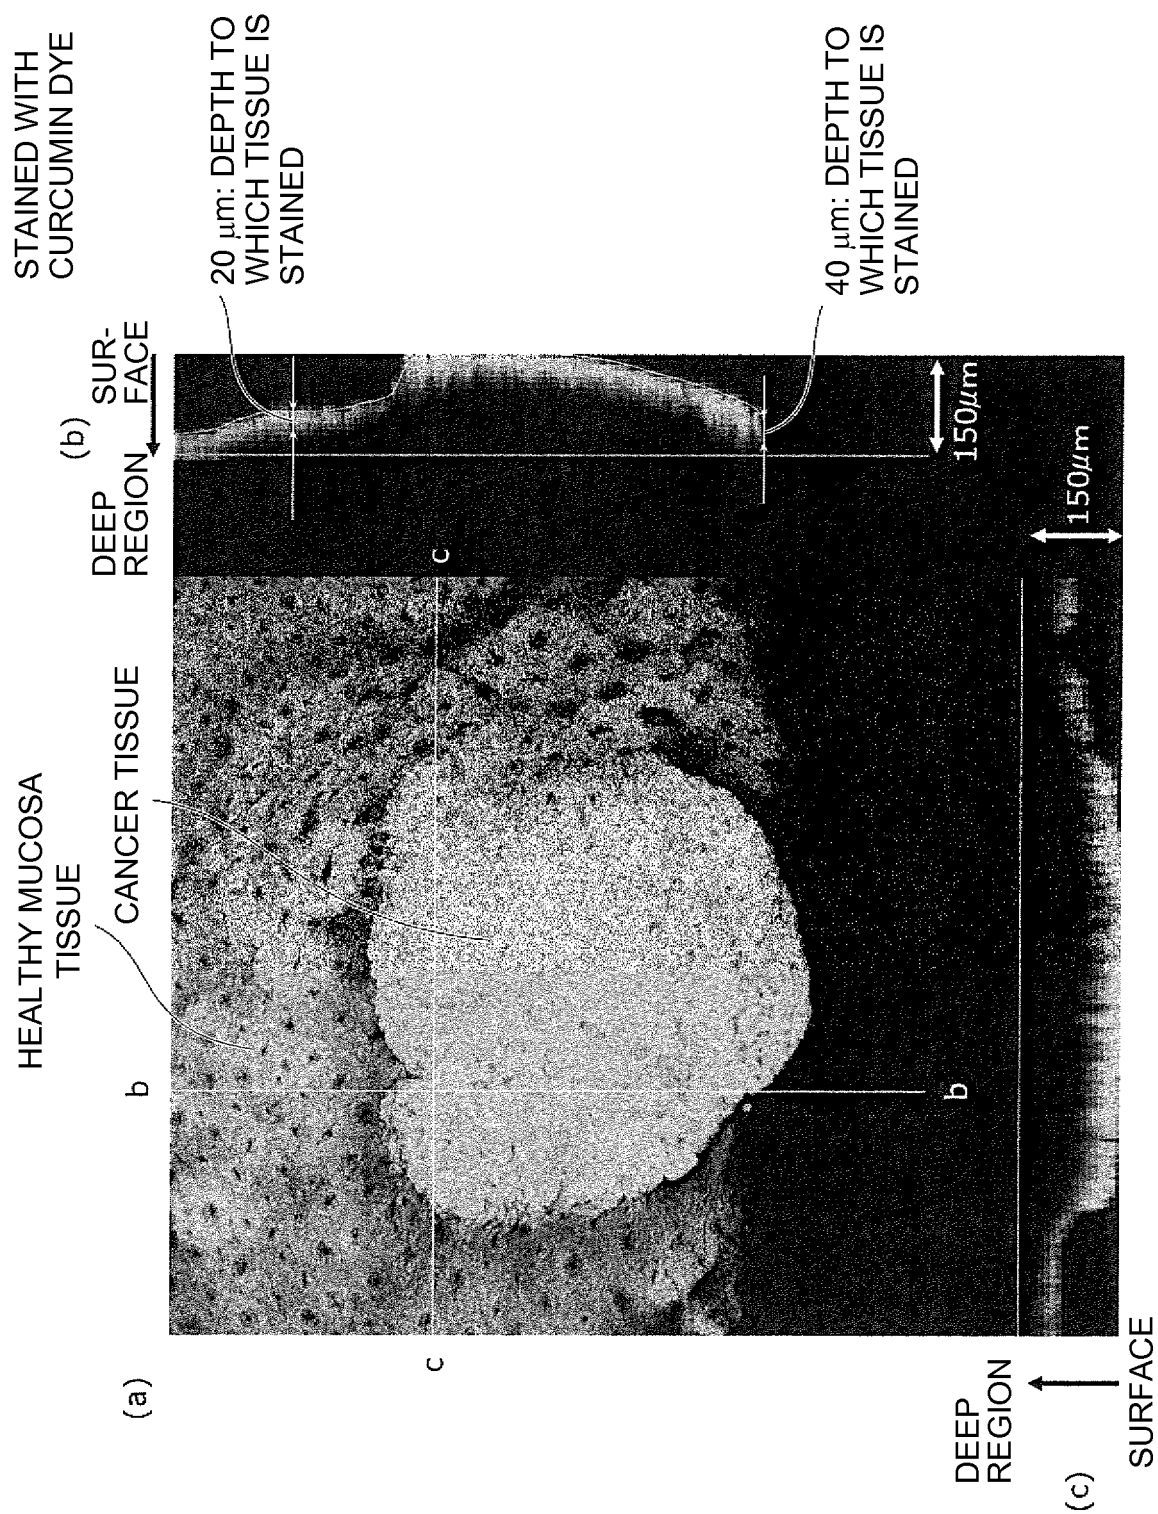 STAINED WITH
CURCUMIN DYE
(a)
HEALTHY MUCOSA
TISSUE
CANCER TISSUE
b
b
c
c
(b)
DEEP
REGION
SUR-
FACE
20 μm: DEPTH TO
WHICH TISSUE IS
STAINED
40 μm: DEPTH TO
WHICH TISSUE IS
STAINED
150μm
150μm
(c)
DEEP
REGION
SURFACE